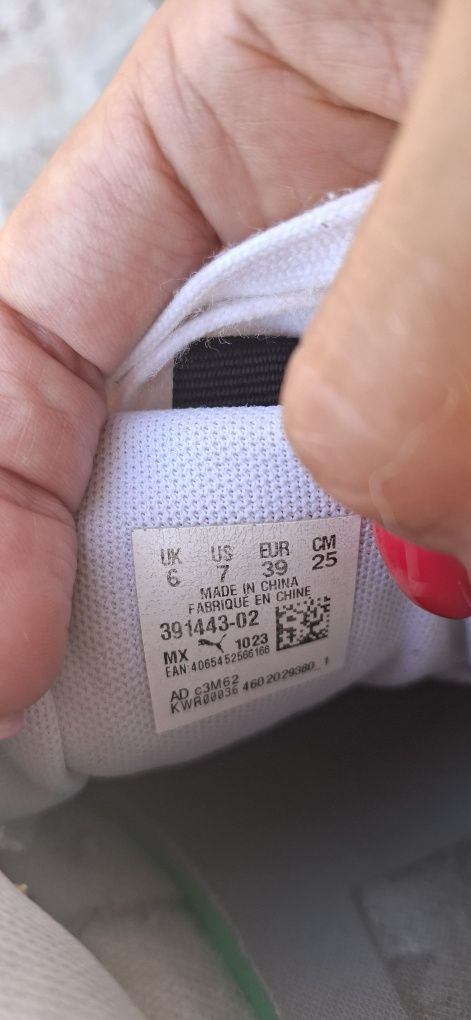 UK US EUR CM
6 7 39 25
MADE IN CHINA
FABRIQUÉ EN CHINE
391443-02
MX 1023
EAN:4065452566166
AD c3M62
KWR00036 4602029380_1